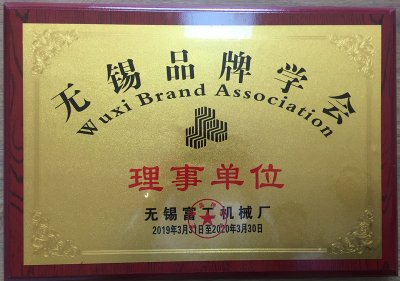 无锡品牌学会
Wuxi Brand Association
理事单位
无锡富工机械厂
2019年3月31日至2020年3月30日